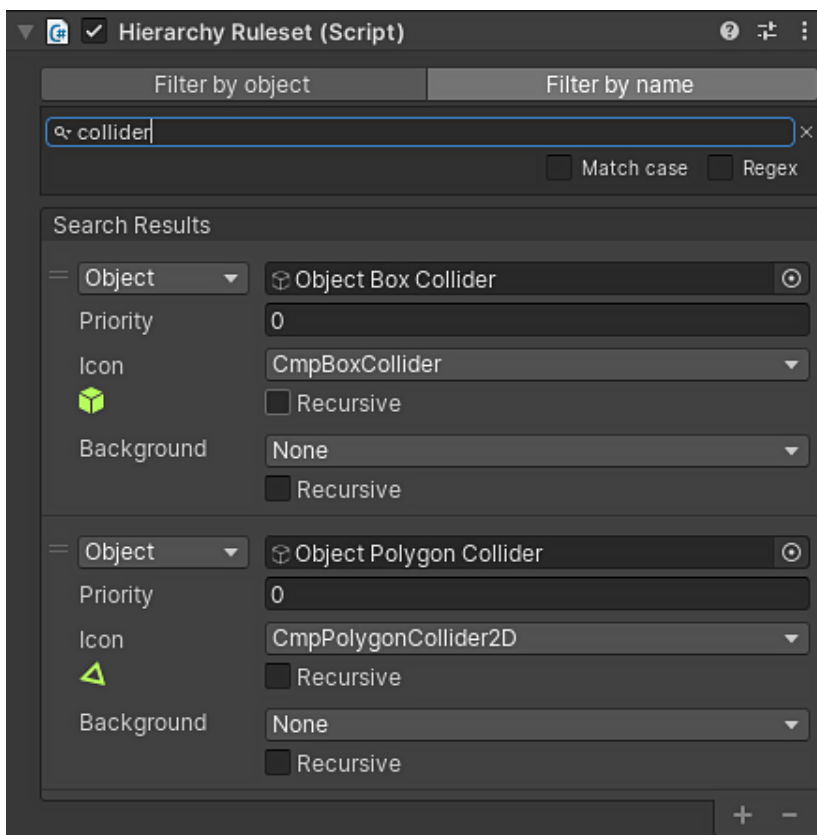 Hierarchy Ruleset (Script)
Filter by object Filter by name
collider
Match case Regex
Search Results
Object Object Box Collider
Priority 0
Icon CmpBoxCollider
Recursive
Background None
Recursive
Object Object Polygon Collider
Priority 0
Icon CmpPolygonCollider2D
Recursive
Background None
Recursive